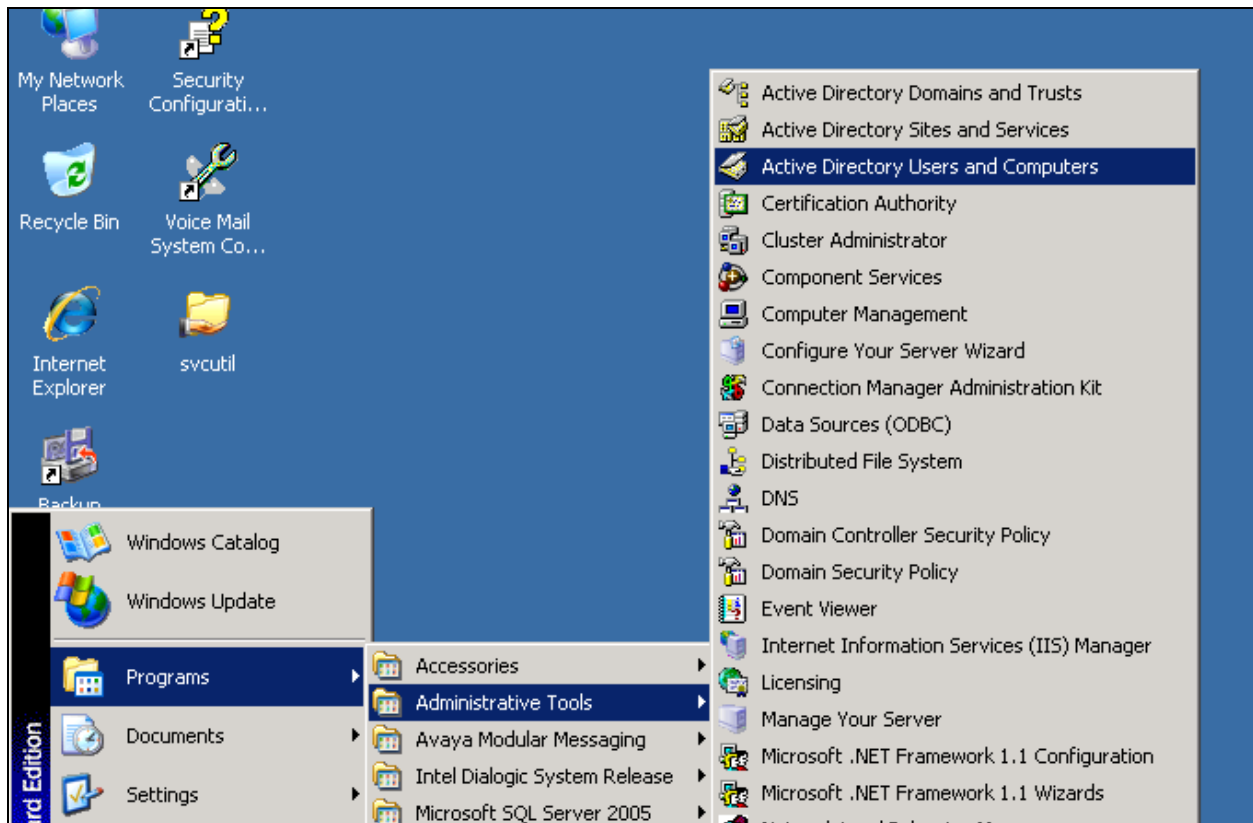 My Network
Places
Security
Configurati...
Recycle Bin
Voice Mail
System Co...
Internet
Explorer
svcutil
Backup
Windows Catalog
Windows Update
Programs
Documents
Settings
rd Edition
Accessories
Administrative Tools
Avaya Modular Messaging
Intel Dialogic System Release
Microsoft SQL Server 2005
Active Directory Domains and Trusts
Active Directory Sites and Services
Active Directory Users and Computers
Certification Authority
Cluster Administrator
Component Services
Computer Management
Configure Your Server Wizard
Connection Manager Administration Kit
Data Sources (ODBC)
Distributed File System
DNS
Domain Controller Security Policy
Domain Security Policy
Event Viewer
Internet Information Services (IIS) Manager
Licensing
Manage Your Server
Microsoft .NET Framework 1.1 Configuration
Microsoft .NET Framework 1.1 Wizards